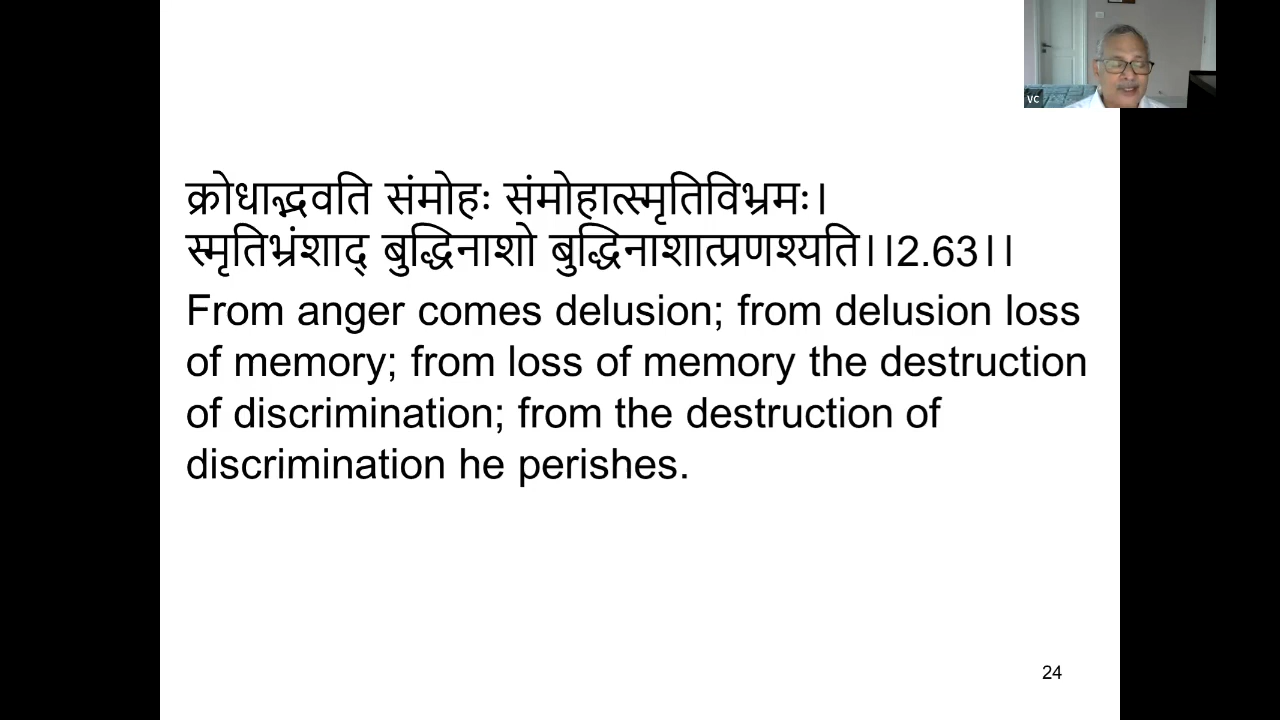 VC
क्रोधाद्भवति संमोहः संमोहात्स्मृतिविभ्रमः।
स्मृतिभ्रंशाद् बुद्धिनाशो बुद्धिनाशात्प्रणश्यति।।2.63।।
From anger comes delusion; from delusion loss
of memory; from loss of memory the destruction
of discrimination; from the destruction of
discrimination he perishes.
24